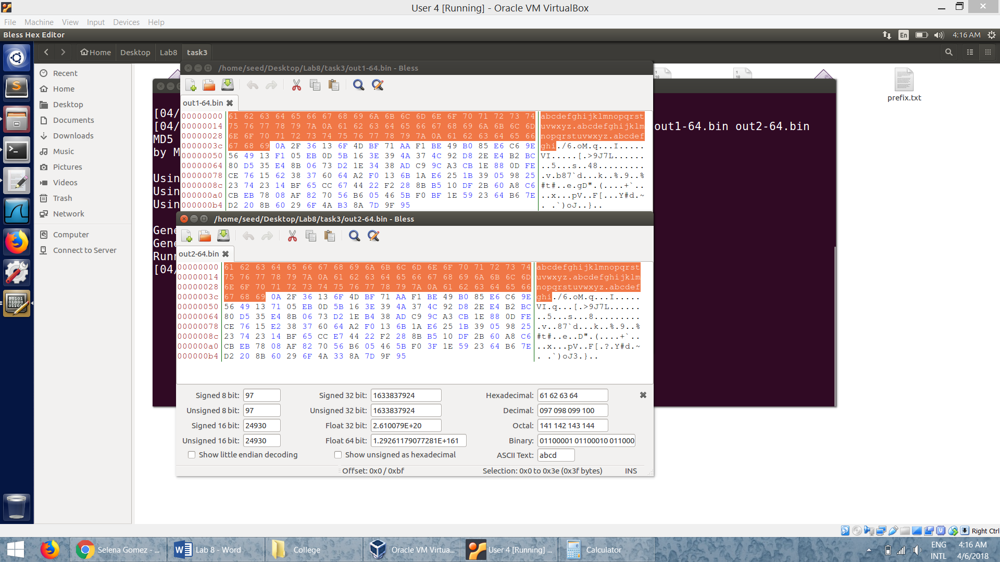 User 4 [Running] - Oracle VM VirtualBox
File Machine View Input Devices Help
Bless Hex Editor
En 4:16 AM
Home Desktop Lab8 task3
Recent
Home
Desktop
Documents
Downloads
Music
Pictures
Videos
Trash
Network
Computer
Connect to Server
prefix.txt
[04/
[04/
MD5
by M
Usin
Usin
Usin
Gene
Gene
Runn
[04/
out1-64.bin out2-64.bin
/home/seed/Desktop/Lab8/task3/out1-64.bin - Bless
out1-64.bin
00000000 61 62 63 64 65 66 67 68 69 6A 6B 6C 6D 6E 6F 70 71 72 73 74 abcdefghijklmnopqrst
00000014 75 76 77 78 79 7A 0A 61 62 63 64 65 66 67 68 69 6A 6B 6C 6D uvwxyz.abcdefghijklm
00000028 6E 6F 70 71 72 73 74 75 76 77 78 79 7A 0A 61 62 63 64 65 66 nopqrstuvwxyz.abcdef
0000003c 67 68 69 0A 2F 36 13 6F 4D BF 71 AA F1 BE 49 B0 85 E6 C6 9E ghi./6.oM.q...I.....
00000050 56 49 13 F1 05 EB 0D 5B 16 3E 39 4A 37 4C 92 D8 2E E4 B2 BC VI.....[.>9J7L......
00000064 80 D5 35 E4 8B 06 73 D2 1E 34 38 AD C9 9C A3 CB 1E 88 0D FE ..5...s..48.........
00000078 CE 76 15 62 38 37 60 64 A2 F0 13 6B 1A E6 25 1B 39 05 98 25 .v.b87`d...k..%.9..%
0000008c 23 74 23 14 BF 65 CC 67 44 22 F2 28 8B B5 10 DF 2B 60 A8 C6 #t#..e.gD".(....+`..
000000a0 CB EB 78 08 AF 82 70 56 B6 05 46 5B F0 BF 1E 59 23 64 B6 7E ..x...pV..F[...Y#d.~
000000b4 D2 20 8B 60 29 6F 4A B3 8A 7D 9F 95 . .`)oJ..}..
/home/seed/Desktop/Lab8/task3/out2-64.bin - Bless
out2-64.bin
00000000 61 62 63 64 65 66 67 68 69 6A 6B 6C 6D 6E 6F 70 71 72 73 74 abcdefghijklmnopqrst
00000014 75 76 77 78 79 7A 0A 61 62 63 64 65 66 67 68 69 6A 6B 6C 6D uvwxyz.abcdefghijklm
00000028 6E 6F 70 71 72 73 74 75 76 77 78 79 7A 0A 61 62 63 64 65 66 nopqrstuvwxyz.abcdef
0000003c 67 68 69 0A 2F 36 13 6F 4D BF 71 AA F1 BE 49 B0 85 E6 C6 9E ghi./6.oM.q...I.....
00000050 56 49 13 71 05 EB 0D 5B 16 3E 39 4A 37 4C 92 D8 2E E4 B2 BC VI.q...[.>9J7L......
00000064 80 D5 35 E4 8B 06 73 D2 1E B4 38 AD C9 9C A3 CB 1E 88 0D FE ..5...s...8.........
00000078 CE 76 15 E2 38 37 60 64 A2 F0 13 6B 1A E6 25 1B 39 05 98 25 .v..87`d...k..%.9..%
0000008c 23 74 23 14 BF 65 CC E7 44 22 F2 28 8B B5 10 DF 2B 60 A8 C6 #t#..e..D".(....+`..
000000a0 CB EB 78 08 AF 82 70 56 B6 05 46 5B F0 3F 1E 59 23 64 B6 7E ..x...pV..F[.?.Y#d.~
000000b4 D2 20 8B 60 29 6F 4A 33 8A 7D 9F 95 . .`)oJ3.}..
Signed 8 bit: 97 Signed 32 bit: 1633837924 Hexadecimal: 61 62 63 64
Unsigned 8 bit: 97 Unsigned 32 bit: 1633837924 Decimal: 097 098 099 100
Signed 16 bit: 24930 Float 32 bit: 2.610079E+20 Octal: 141 142 143 144
Unsigned 16 bit: 24930 Float 64 bit: 1.29261179077281E+161 Binary: 01100001 01100010 011000
Show little endian decoding Show unsigned as hexadecimal ASCII Text: abcd
Offset: 0x0 / 0xbf Selection: 0x0 to 0x3e (0x3f bytes) INS
Right Ctrl
Selena Gomez - ... Lab 8 - Word College Oracle VM Virtua... User 4 [Running] ... Calculator
ENG 4:16 AM
INTL 4/6/2018